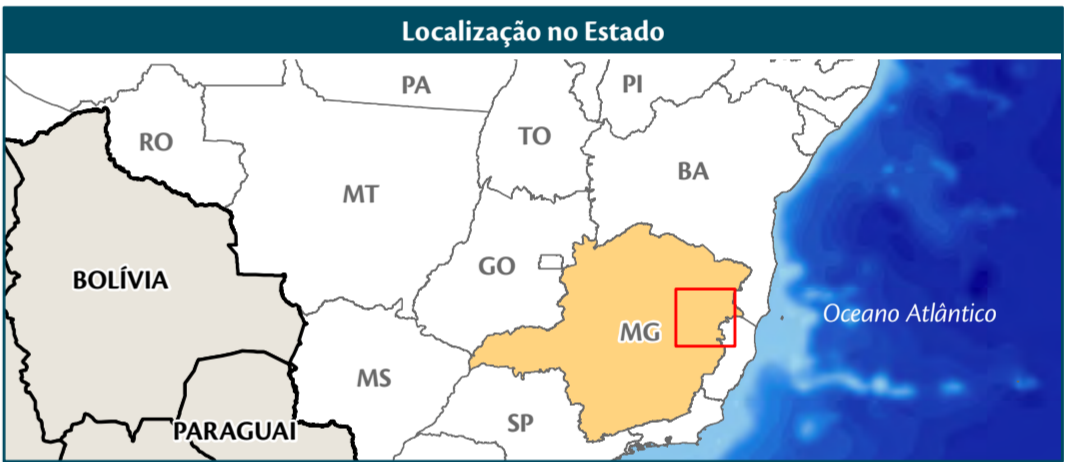 Localização no Estado
PA
PI
RO
TO
BA
MT
GO
BOLÍVIA
Oceano Atlântico
MG
MS
SP
PARAGUAI